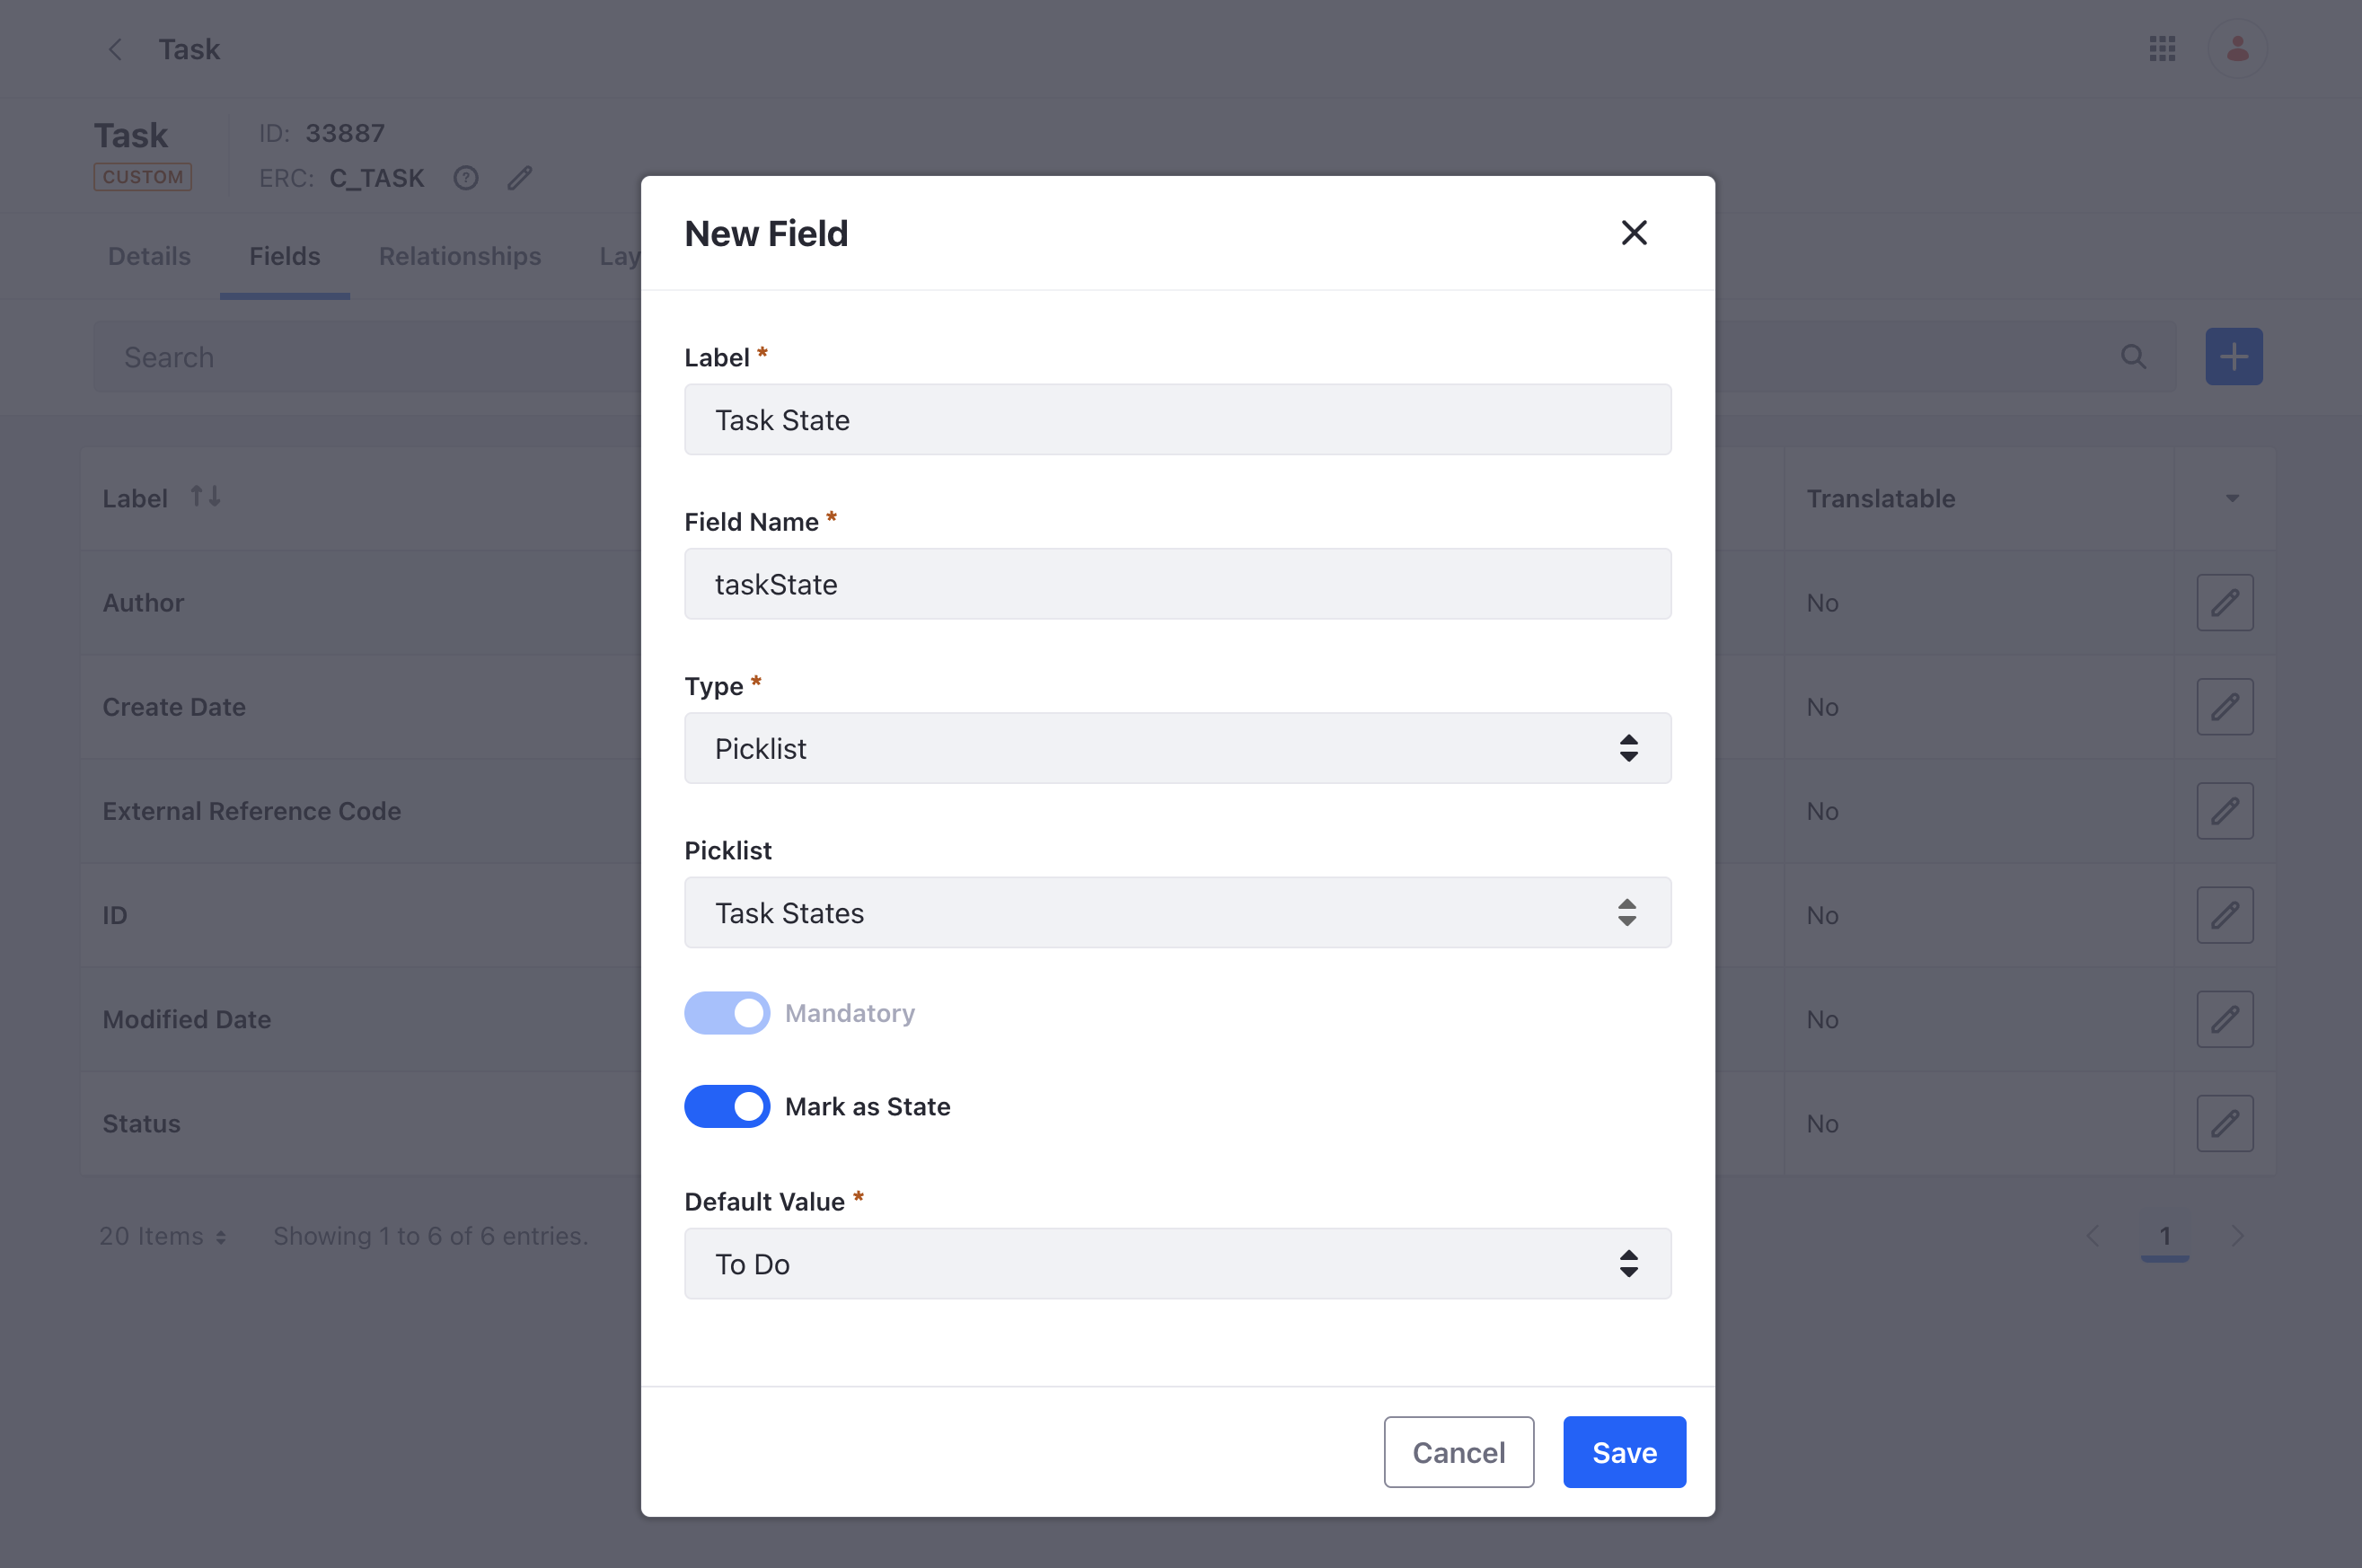 Task
Task
CUSTOM
ID: 33887
ERC: C_TASK
Details Fields Relationships Lay
Search
Label
Translatable
Author
No
Create Date
No
External Reference Code
No
ID
No
Modified Date
No
Status
No
20 Items Showing 1 to 6 of 6 entries.
1
New Field
Label *
Task State
Field Name *
taskState
Type *
Picklist
Picklist
Task States
Mandatory
Mark as State
Default Value *
To Do
Cancel Save